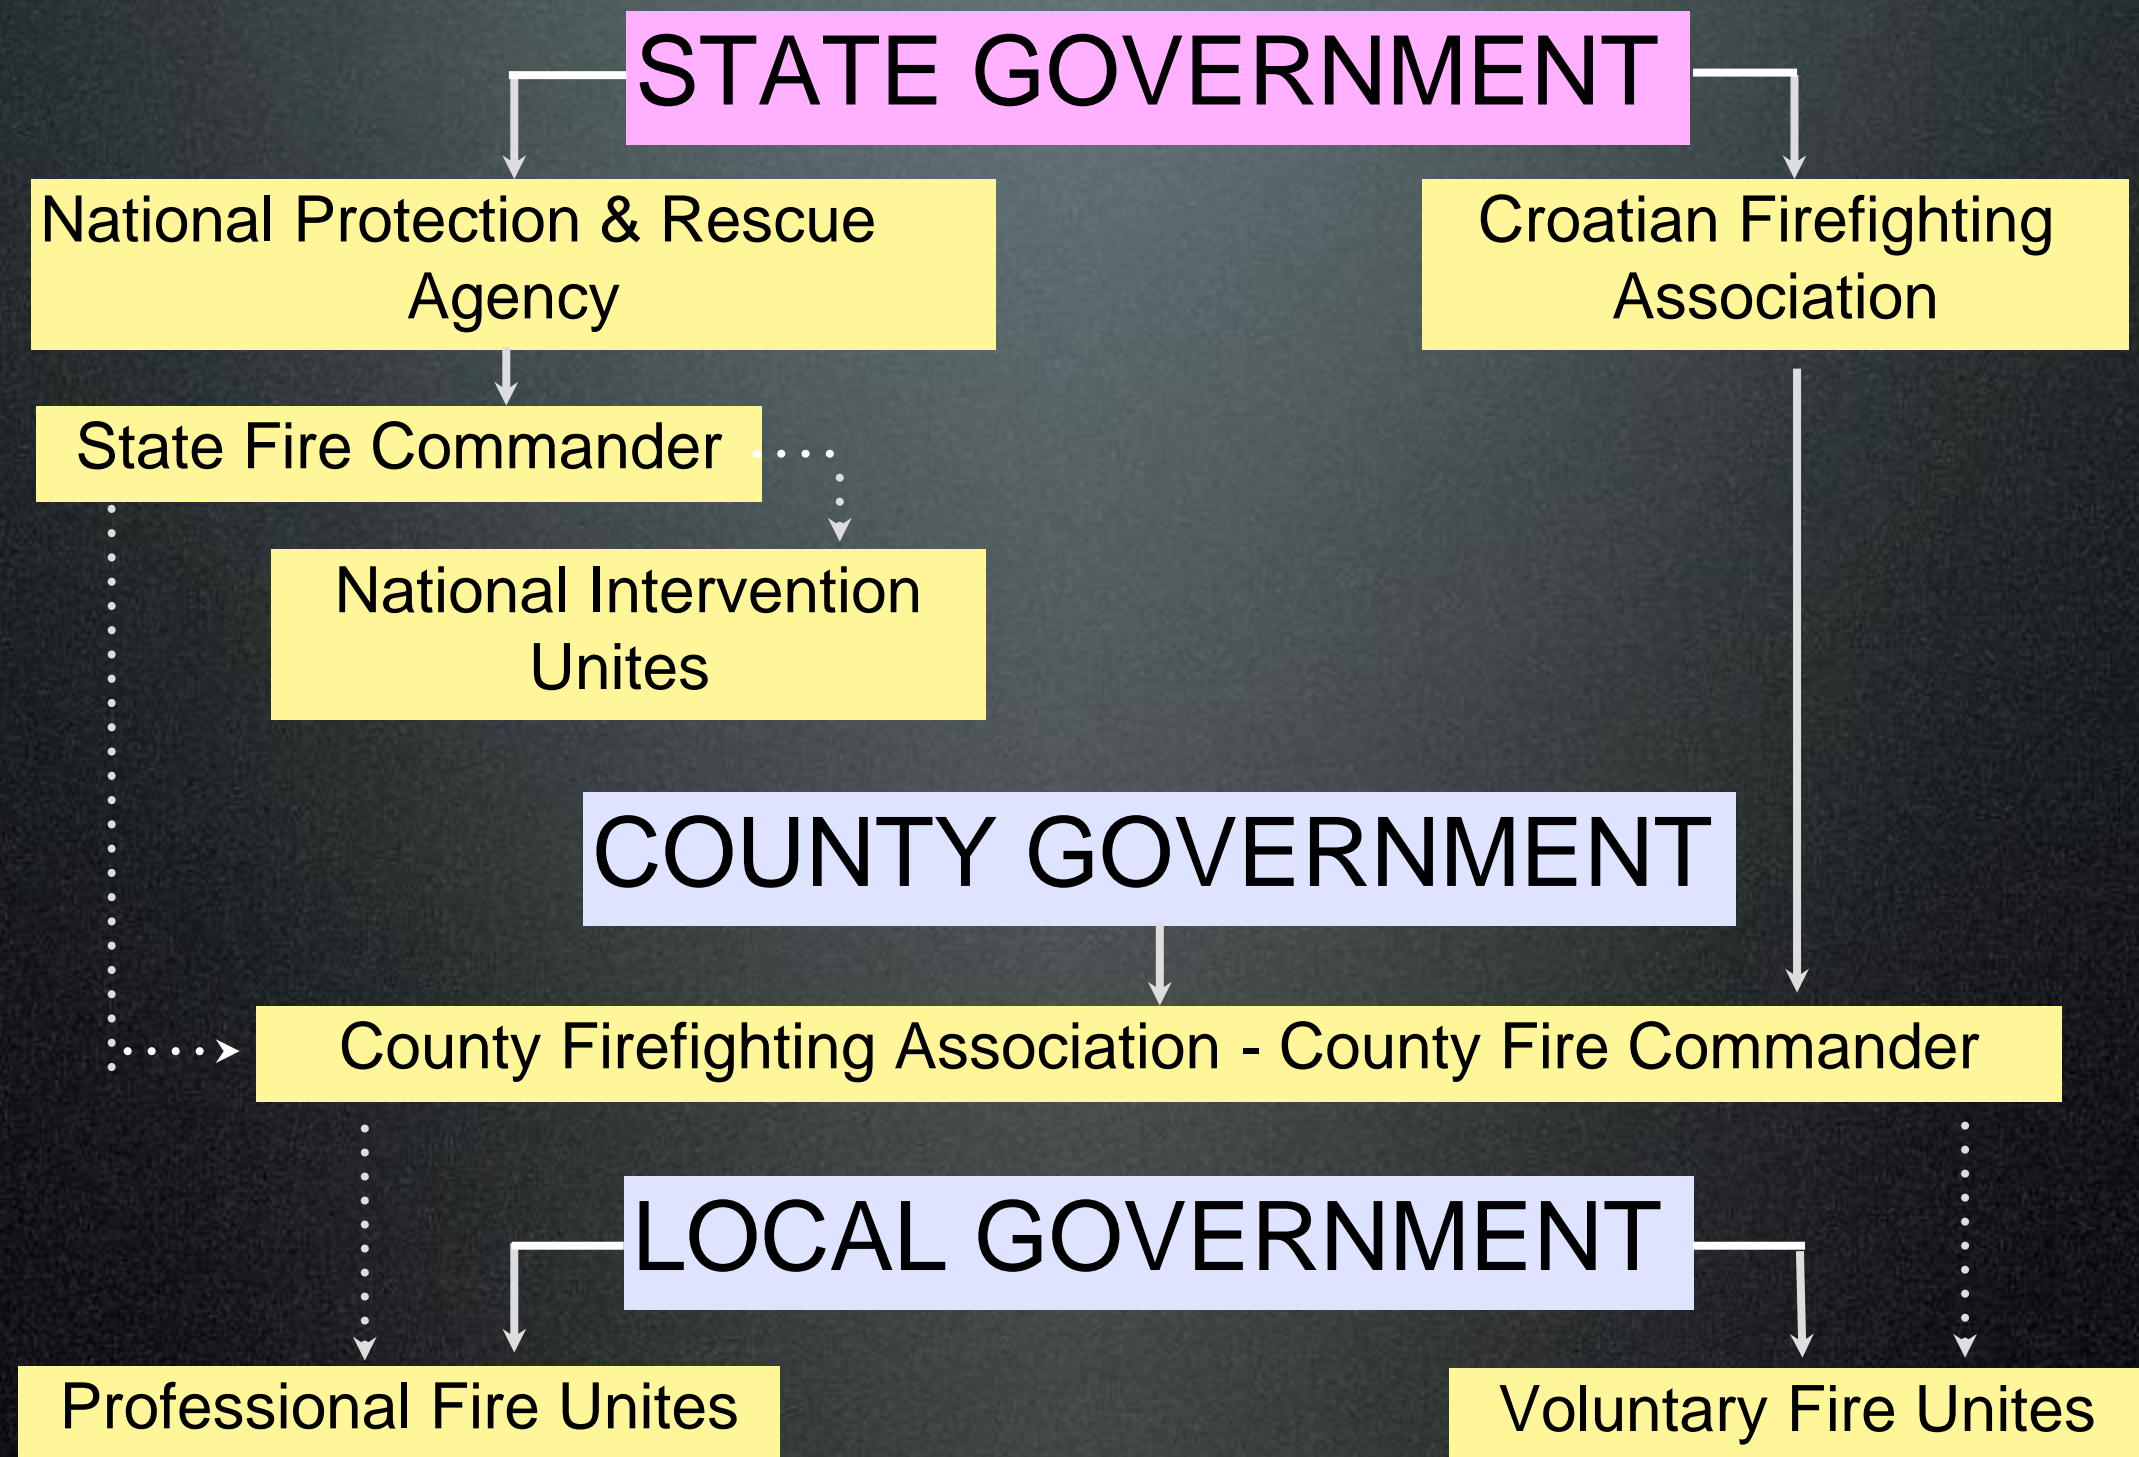 STATE GOVERNMENT
National Protection & Rescue
Agency
Croatian Firefighting
Association
State Fire Commander
National Intervention
Unites
COUNTY GOVERNMENT
County Firefighting Association - County Fire Commander
LOCAL GOVERNMENT
Professional Fire Unites
Voluntary Fire Unites